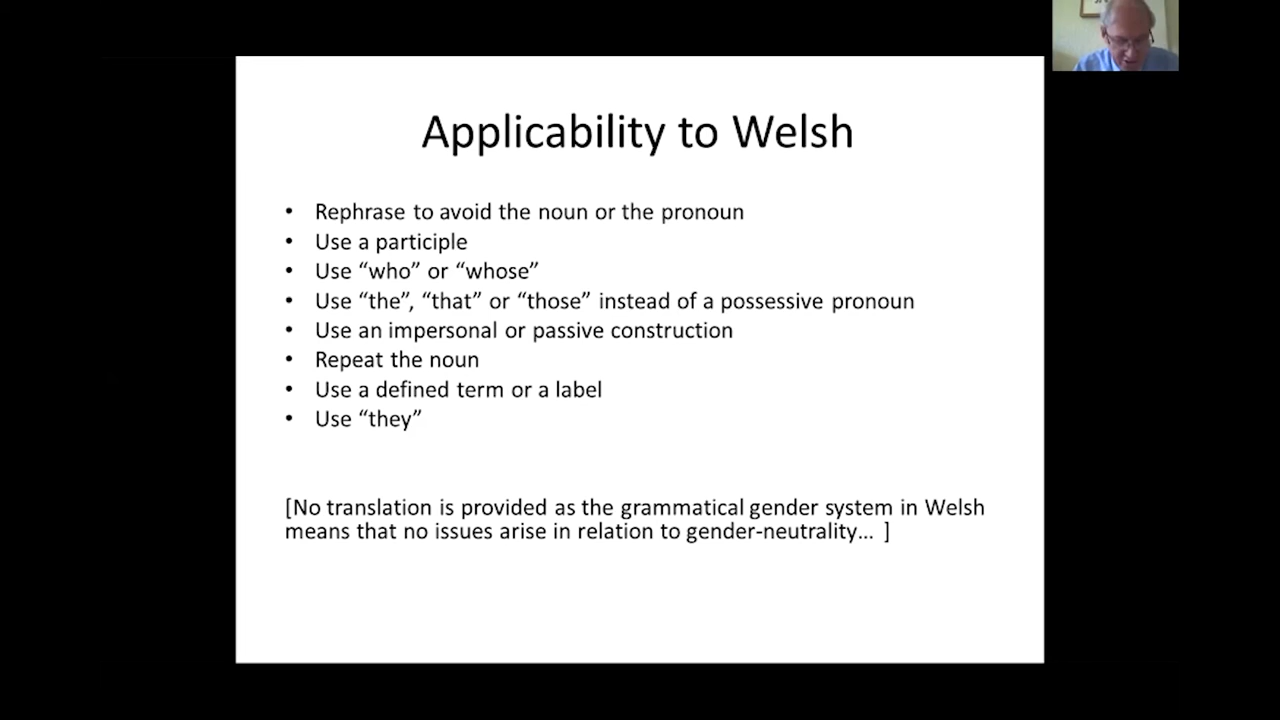 Applicability to Welsh
• Rephrase to avoid the noun or the pronoun
• Use a participle
• Use “who” or “whose”
• Use “the”, “that” or “those” instead of a possessive pronoun
• Use an impersonal or passive construction
• Repeat the noun
• Use a defined term or a label
• Use “they”
[No translation is provided as the grammatical gender system in Welsh
means that no issues arise in relation to gender-neutrality... ]